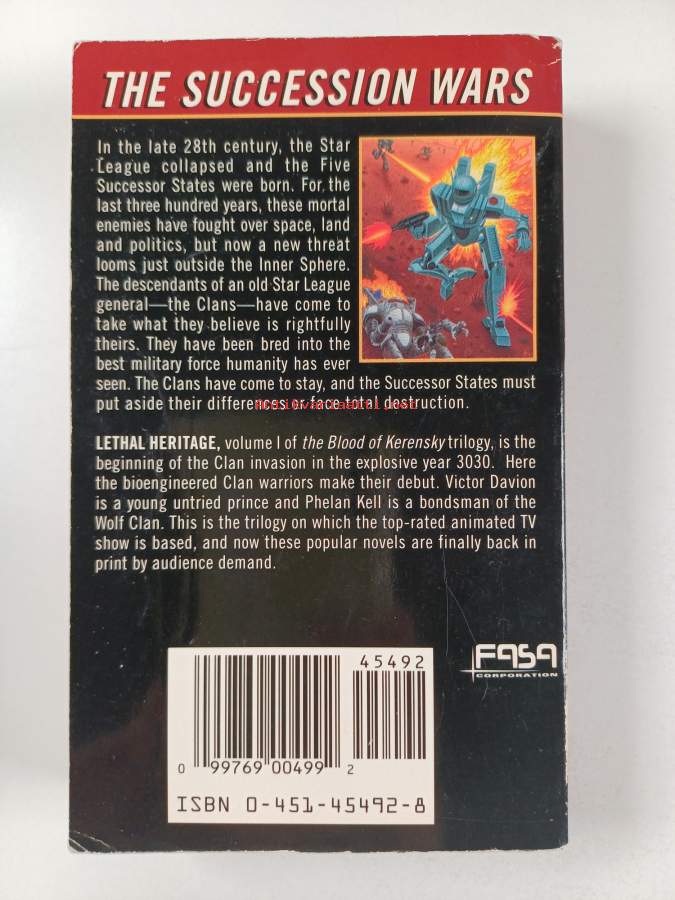 THE SUCCESSION WARS
In the late 28th century, the Star
League collapsed and the Five
Successor States were born. For the
last three hundred years, these mortal
enemies have fought over space, land
and politics, but now a new threat
looms just outside the Inner Sphere.
The descendants of an old Star League
general—the Clans—have come to
take what they believe is rightfully
theirs. They have been bred into the
best military force humanity has ever
seen. The Clans have come to stay, and the Successor States must
put aside their differences or face total destruction.
LETHAL HERITAGE, volume I of the Blood of Kerensky trilogy, is the
beginning of the Clan invasion in the explosive year 3030. Here
the bioengineered Clan warriors make their debut. Victor Davion
is a young untried prince and Phelan Kell is a bondsman of the
Wolf Clan. This is the trilogy on which the top-rated animated TV
show is based, and now these popular novels are finally back in
print by audience demand.
FASA
CORPORATION
45492
0 99769 00499 2
ISBN 0-451-45492-8